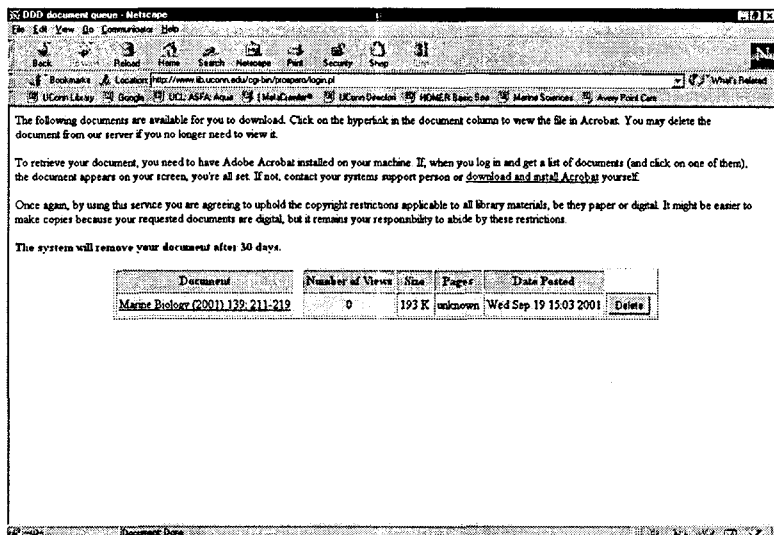 DDD document queue - Netscape
File Edit View Go Communicator Help
Back Reload Home Search Netscape Print Security Shop
Bookmarks Location: http://www.lib.uconn.edu/cgi-bin/prospero/login.pl What's Related
UConn Library Google UCL: ASFA: Aqua UConn Director HOMER Basic Sea Marine Sciences Avery Point Cam
The following documents are available for you to download. Click on the hyperlink in the document column to view the file in Acrobat. You may delete the
document from our server if you no longer need to view it.
To retrieve your document, you need to have Adobe Acrobat installed on your machine. If, when you log in and get a list of documents (and click on one of them),
the document appears on your screen, you're all set. If not, contact your systems support person or download and install Acrobat yourself.
Once again, by using this service you are agreeing to uphold the copyright restrictions applicable to all library materials, be they paper or digital. It might be easier to
make copies because your requested documents are digital, but it remains your responsibility to abide by these restrictions.
The system will remove your document after 30 days.
Document Number of Views Size Pages Date Posted
Marine Biology (2001) 139: 211-219 0 193 K unknown Wed Sep 19 15:03 2001 Delete
Document: Done